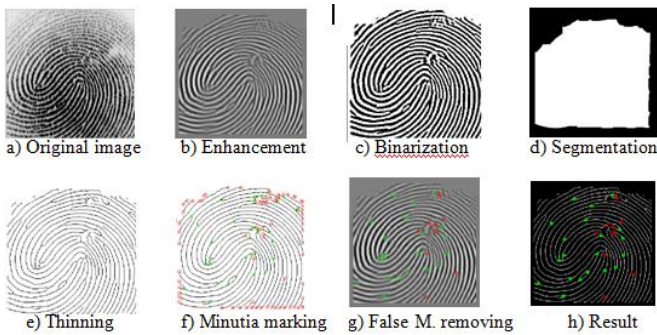 a) Original image b) Enhancement c) Binarization d) Segmentation
e) Thinning f) Minutia marking g) False M. removing h) Result